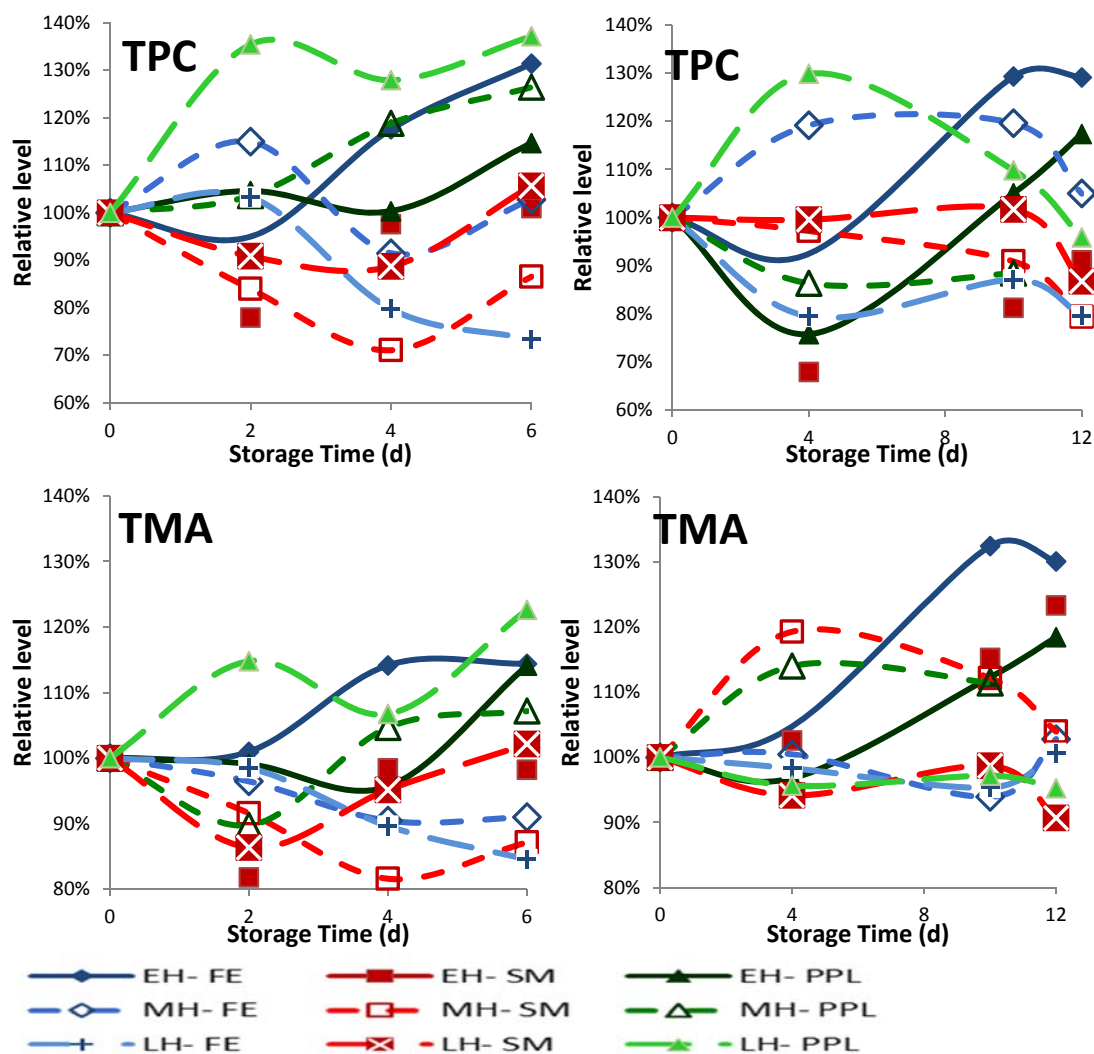 TPC
140%
130%
120%
110%
100%
90%
80%
70%
60%
Relative level
0
2
4
6
Storage Time (d)
TPC
140%
130%
120%
110%
100%
90%
80%
70%
60%
Relative level
0
4
8
12
Storage Time (d)
TMA
140%
130%
120%
110%
100%
90%
80%
Relative level
0
2
4
6
Storage Time (d)
TMA
140%
130%
120%
110%
100%
90%
80%
Relative level
0
4
8
12
Storage Time (d)
EH- FE
EH- SM
EH- PPL
MH- FE
MH- SM
MH- PPL
LH- FE
LH- SM
LH- PPL